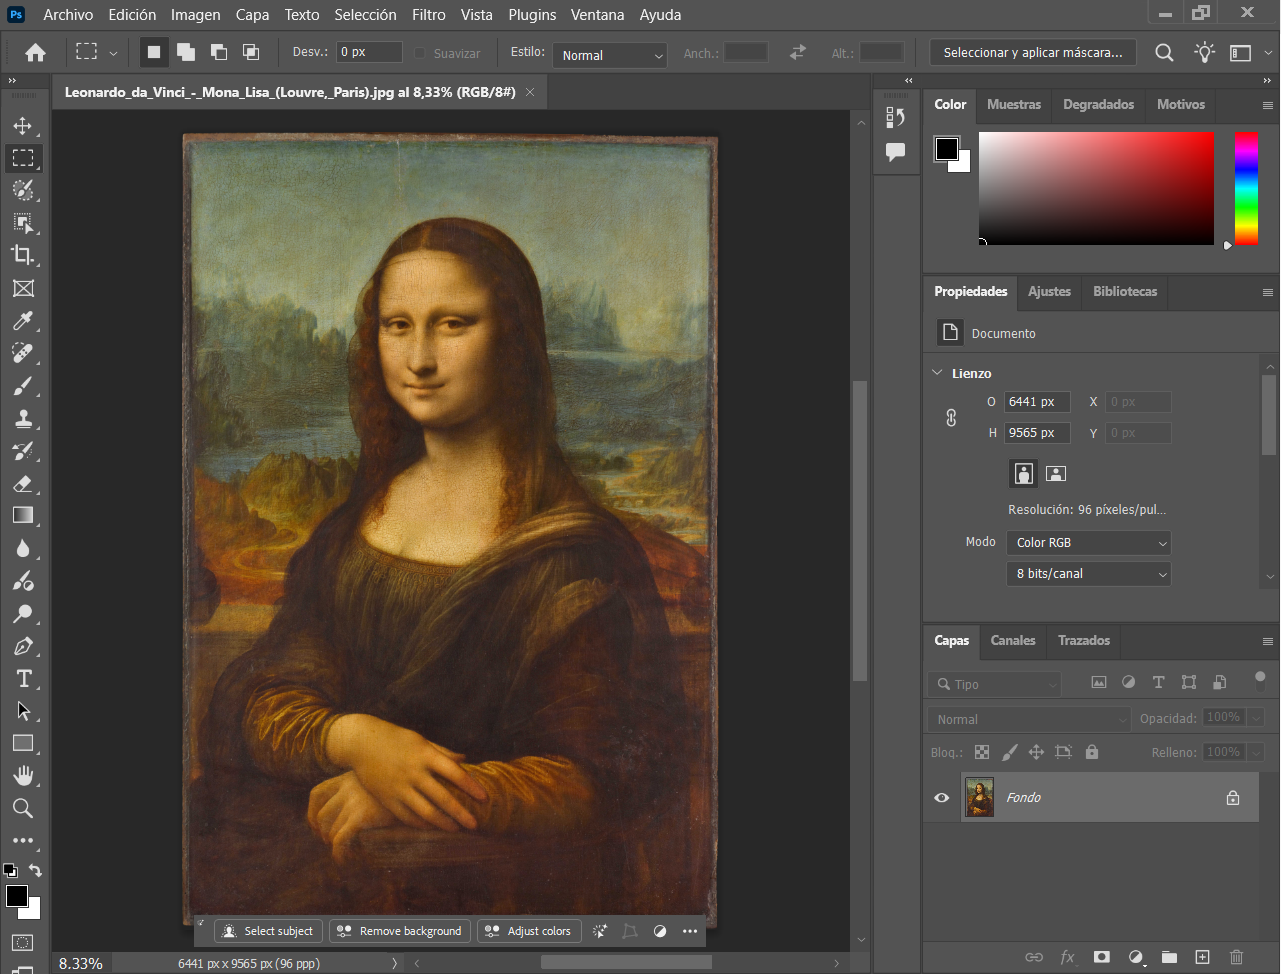 Ps Archivo Edición Imagen Capa Texto Selección Filtro Vista Plugins Ventana Ayuda
Desv.: 0 px Suavizar Estilo: Normal Anch.: Alt.: Seleccionar y aplicar máscara...
Leonardo_da_Vinci_-_Mona_Lisa_(Louvre,_Paris).jpg al 8,33% (RGB/8#)
Color Muestras Degradados Motivos
Propiedades Ajustes Bibliotecas
Documento
Lienzo
O 6441 px X 0 px
H 9565 px Y 0 px
Resolución: 96 píxeles/pul...
Modo Color RGB
8 bits/canal
Capas Canales Trazados
Tipo
Normal Opacidad: 100%
Bloq.: Relleno: 100%
Fondo
Select subject Remove background Adjust colors
8.33% 6441 px x 9565 px (96 ppp)
fx